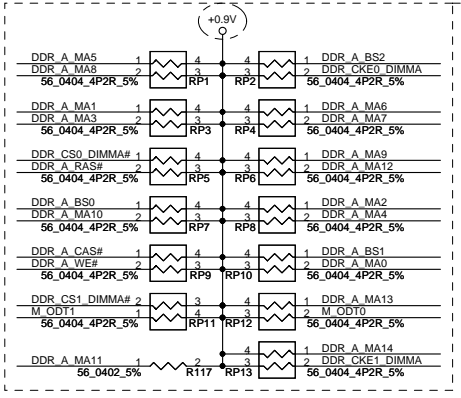 +0.9V
DDR_A_MA5 1 4 4 1 DDR_A_BS2
DDR_A_MA8 2 3 3 2 DDR_CKE0_DIMMA
56_0404_4P2R_5% RP1 RP2 56_0404_4P2R_5%
DDR_A_MA1 1 4 4 1 DDR_A_MA6
DDR_A_MA3 2 3 3 2 DDR_A_MA7
56_0404_4P2R_5% RP3 RP4 56_0404_4P2R_5%
DDR_CS0_DIMMA# 1 4 4 1 DDR_A_MA9
DDR_A_RAS# 2 3 3 2 DDR_A_MA12
56_0404_4P2R_5% RP5 RP6 56_0404_4P2R_5%
DDR_A_BS0 1 4 4 1 DDR_A_MA2
DDR_A_MA10 2 3 3 2 DDR_A_MA4
56_0404_4P2R_5% RP7 RP8 56_0404_4P2R_5%
DDR_A_CAS# 1 4 4 1 DDR_A_BS1
DDR_A_WE# 2 3 3 2 DDR_A_MA0
56_0404_4P2R_5% RP9 RP10 56_0404_4P2R_5%
DDR_CS1_DIMMA# 2 3 4 1 DDR_A_MA13
M_ODT1 1 4 3 2 M_ODT0
56_0404_4P2R_5% RP11 RP12 56_0404_4P2R_5%
4 1 DDR_A_MA14
DDR_A_MA11 1 2 3 2 DDR_CKE1_DIMMA
56_0402_5% R117 RP13 56_0404_4P2R_5%